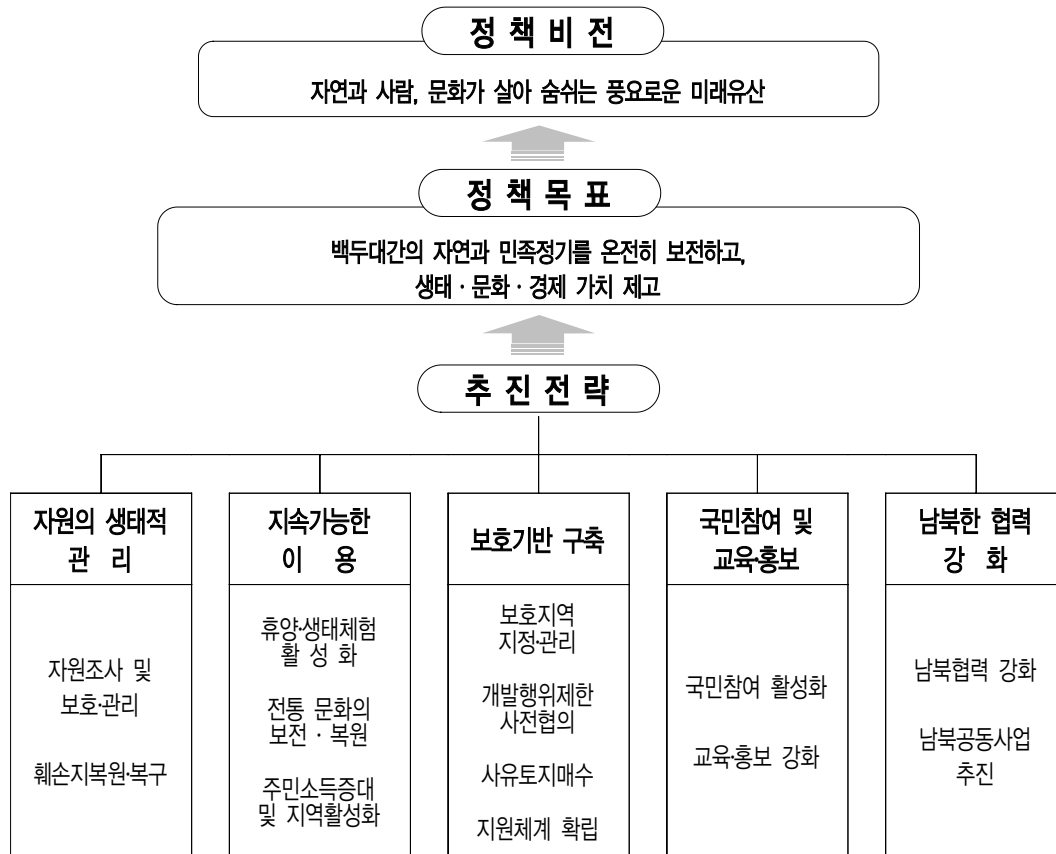 정 책 비 전
자연과 사람, 문화가 살아 숨쉬는 풍요로운 미래유산
정 책 목 표
백두대간의 자연과 민족정기를 온전히 보전하고,
생태 · 문화 · 경제 가치 제고
추 진 전 략
자원의 생태적
관 리
자원조사 및
보호·관리
훼손지복원·복구
지속가능한
이 용
휴양·생태체험
활 성 화
전통 문화의
보전 · 복원
주민소득증대
및 지역활성화
보호기반 구축
보호지역
지정·관리
개발행위제한
사전협의
사유토지매수
지원체계 확립
국민참여 및
교육·홍보
국민참여 활성화
교육·홍보 강화
남북한 협력
강 화
남북협력 강화
남북공동사업
추진